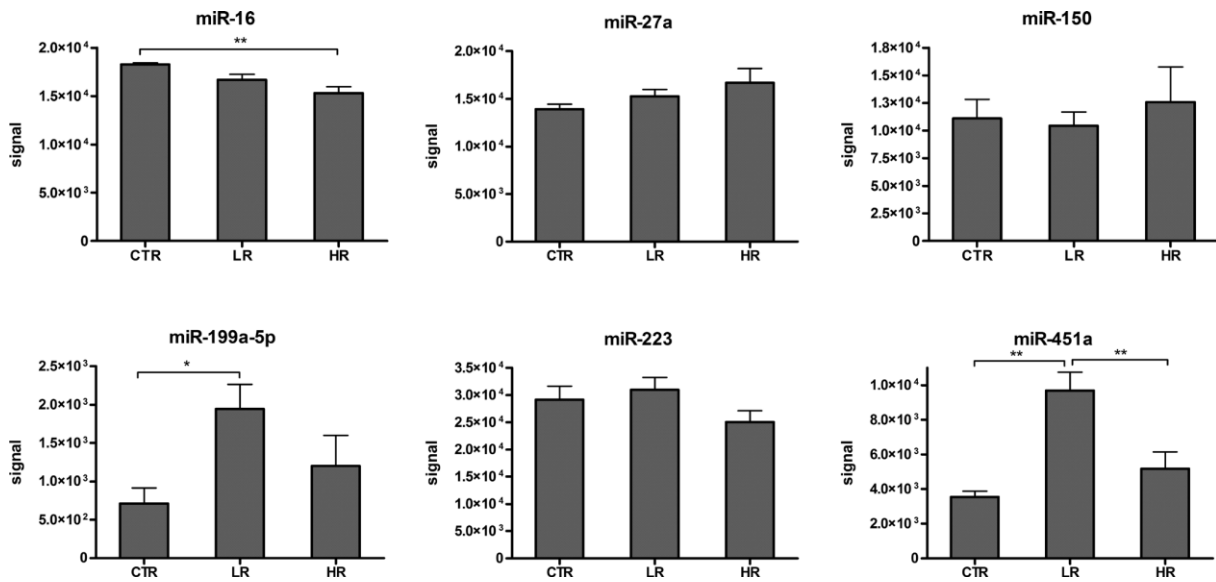 miR-16
**
2.0×10⁴
1.5×10⁴
1.0×10⁴
5.0×10³
0
signal
CTR LR HR
miR-27a
2.0×10⁴
1.5×10⁴
1.0×10⁴
5.0×10³
0
signal
CTR LR HR
miR-150
1.8×10⁴
1.5×10⁴
1.3×10⁴
1.0×10⁴
7.5×10³
5.0×10³
2.5×10³
0
signal
CTR LR HR
miR-199a-5p
*
2.5×10³
2.0×10³
1.5×10³
1.0×10³
5.0×10²
0
signal
CTR LR HR
miR-223
3.5×10⁴
3.0×10⁴
2.5×10⁴
2.0×10⁴
1.5×10⁴
1.0×10⁴
5.0×10³
0
signal
CTR LR HR
miR-451a
** **
1.0×10⁴
8.0×10³
6.0×10³
4.0×10³
2.0×10³
0
signal
CTR LR HR